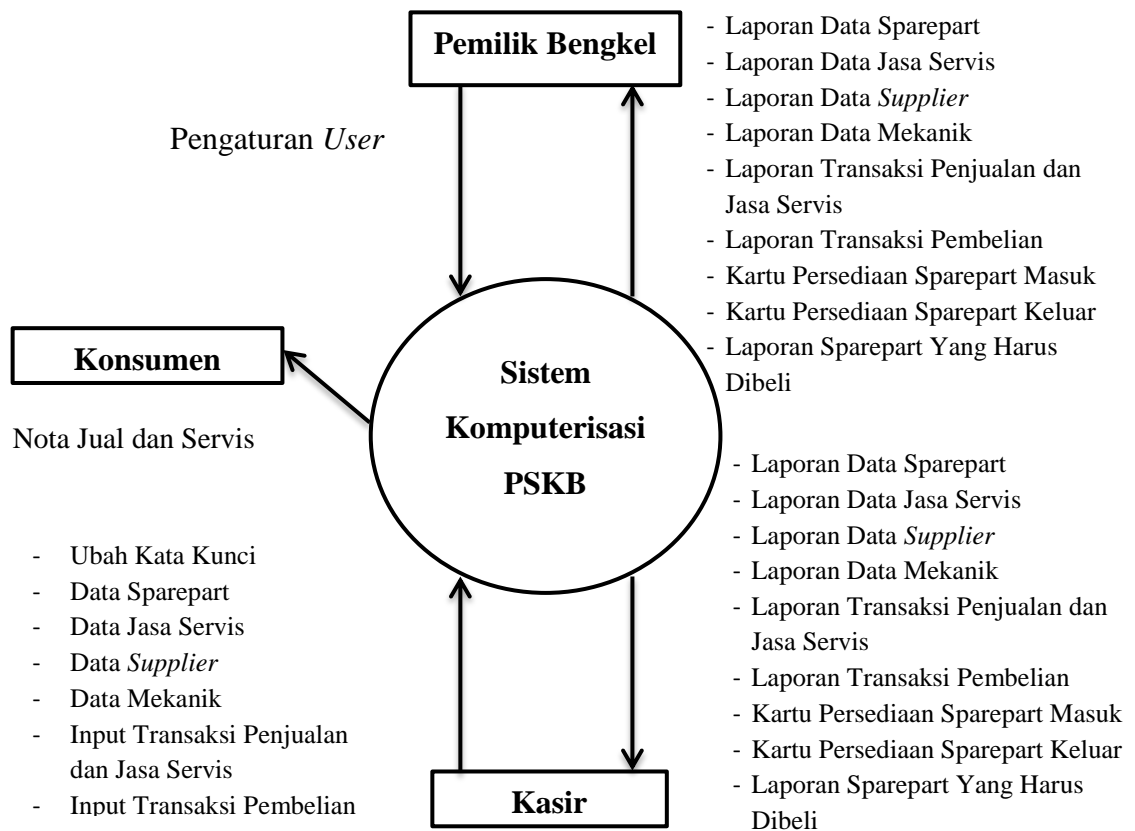 Pemilik Bengkel
- Laporan Data Sparepart
- Laporan Data Jasa Servis
- Laporan Data Supplier
- Laporan Data Mekanik
- Laporan Transaksi Penjualan dan
Jasa Servis
- Laporan Transaksi Pembelian
- Kartu Persediaan Sparepart Masuk
- Kartu Persediaan Sparepart Keluar
- Laporan Sparepart Yang Harus
Dibeli
Pengaturan User
Konsumen
Nota Jual dan Servis
Sistem
Komputerisasi
PSKB
- Ubah Kata Kunci
- Data Sparepart
- Data Jasa Servis
- Data Supplier
- Data Mekanik
- Input Transaksi Penjualan
dan Jasa Servis
- Input Transaksi Pembelian
- Laporan Data Sparepart
- Laporan Data Jasa Servis
- Laporan Data Supplier
- Laporan Data Mekanik
- Laporan Transaksi Penjualan dan
Jasa Servis
- Laporan Transaksi Pembelian
- Kartu Persediaan Sparepart Masuk
- Kartu Persediaan Sparepart Keluar
- Laporan Sparepart Yang Harus
Dibeli
Kasir